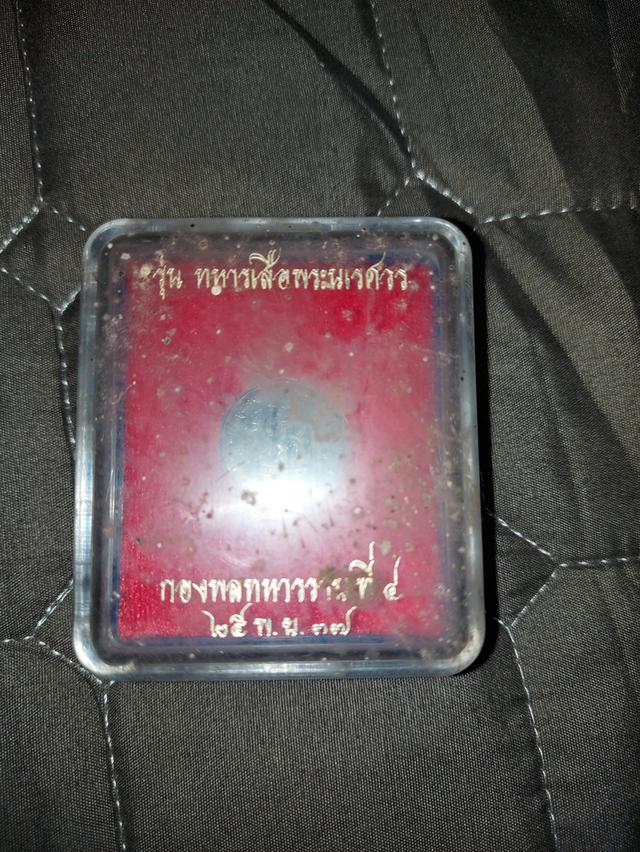 รุ่น ทหารเสือพระนเรศวร
กองพลทหารราบที่ ๔
๒๕ พ.ย. ๓๗